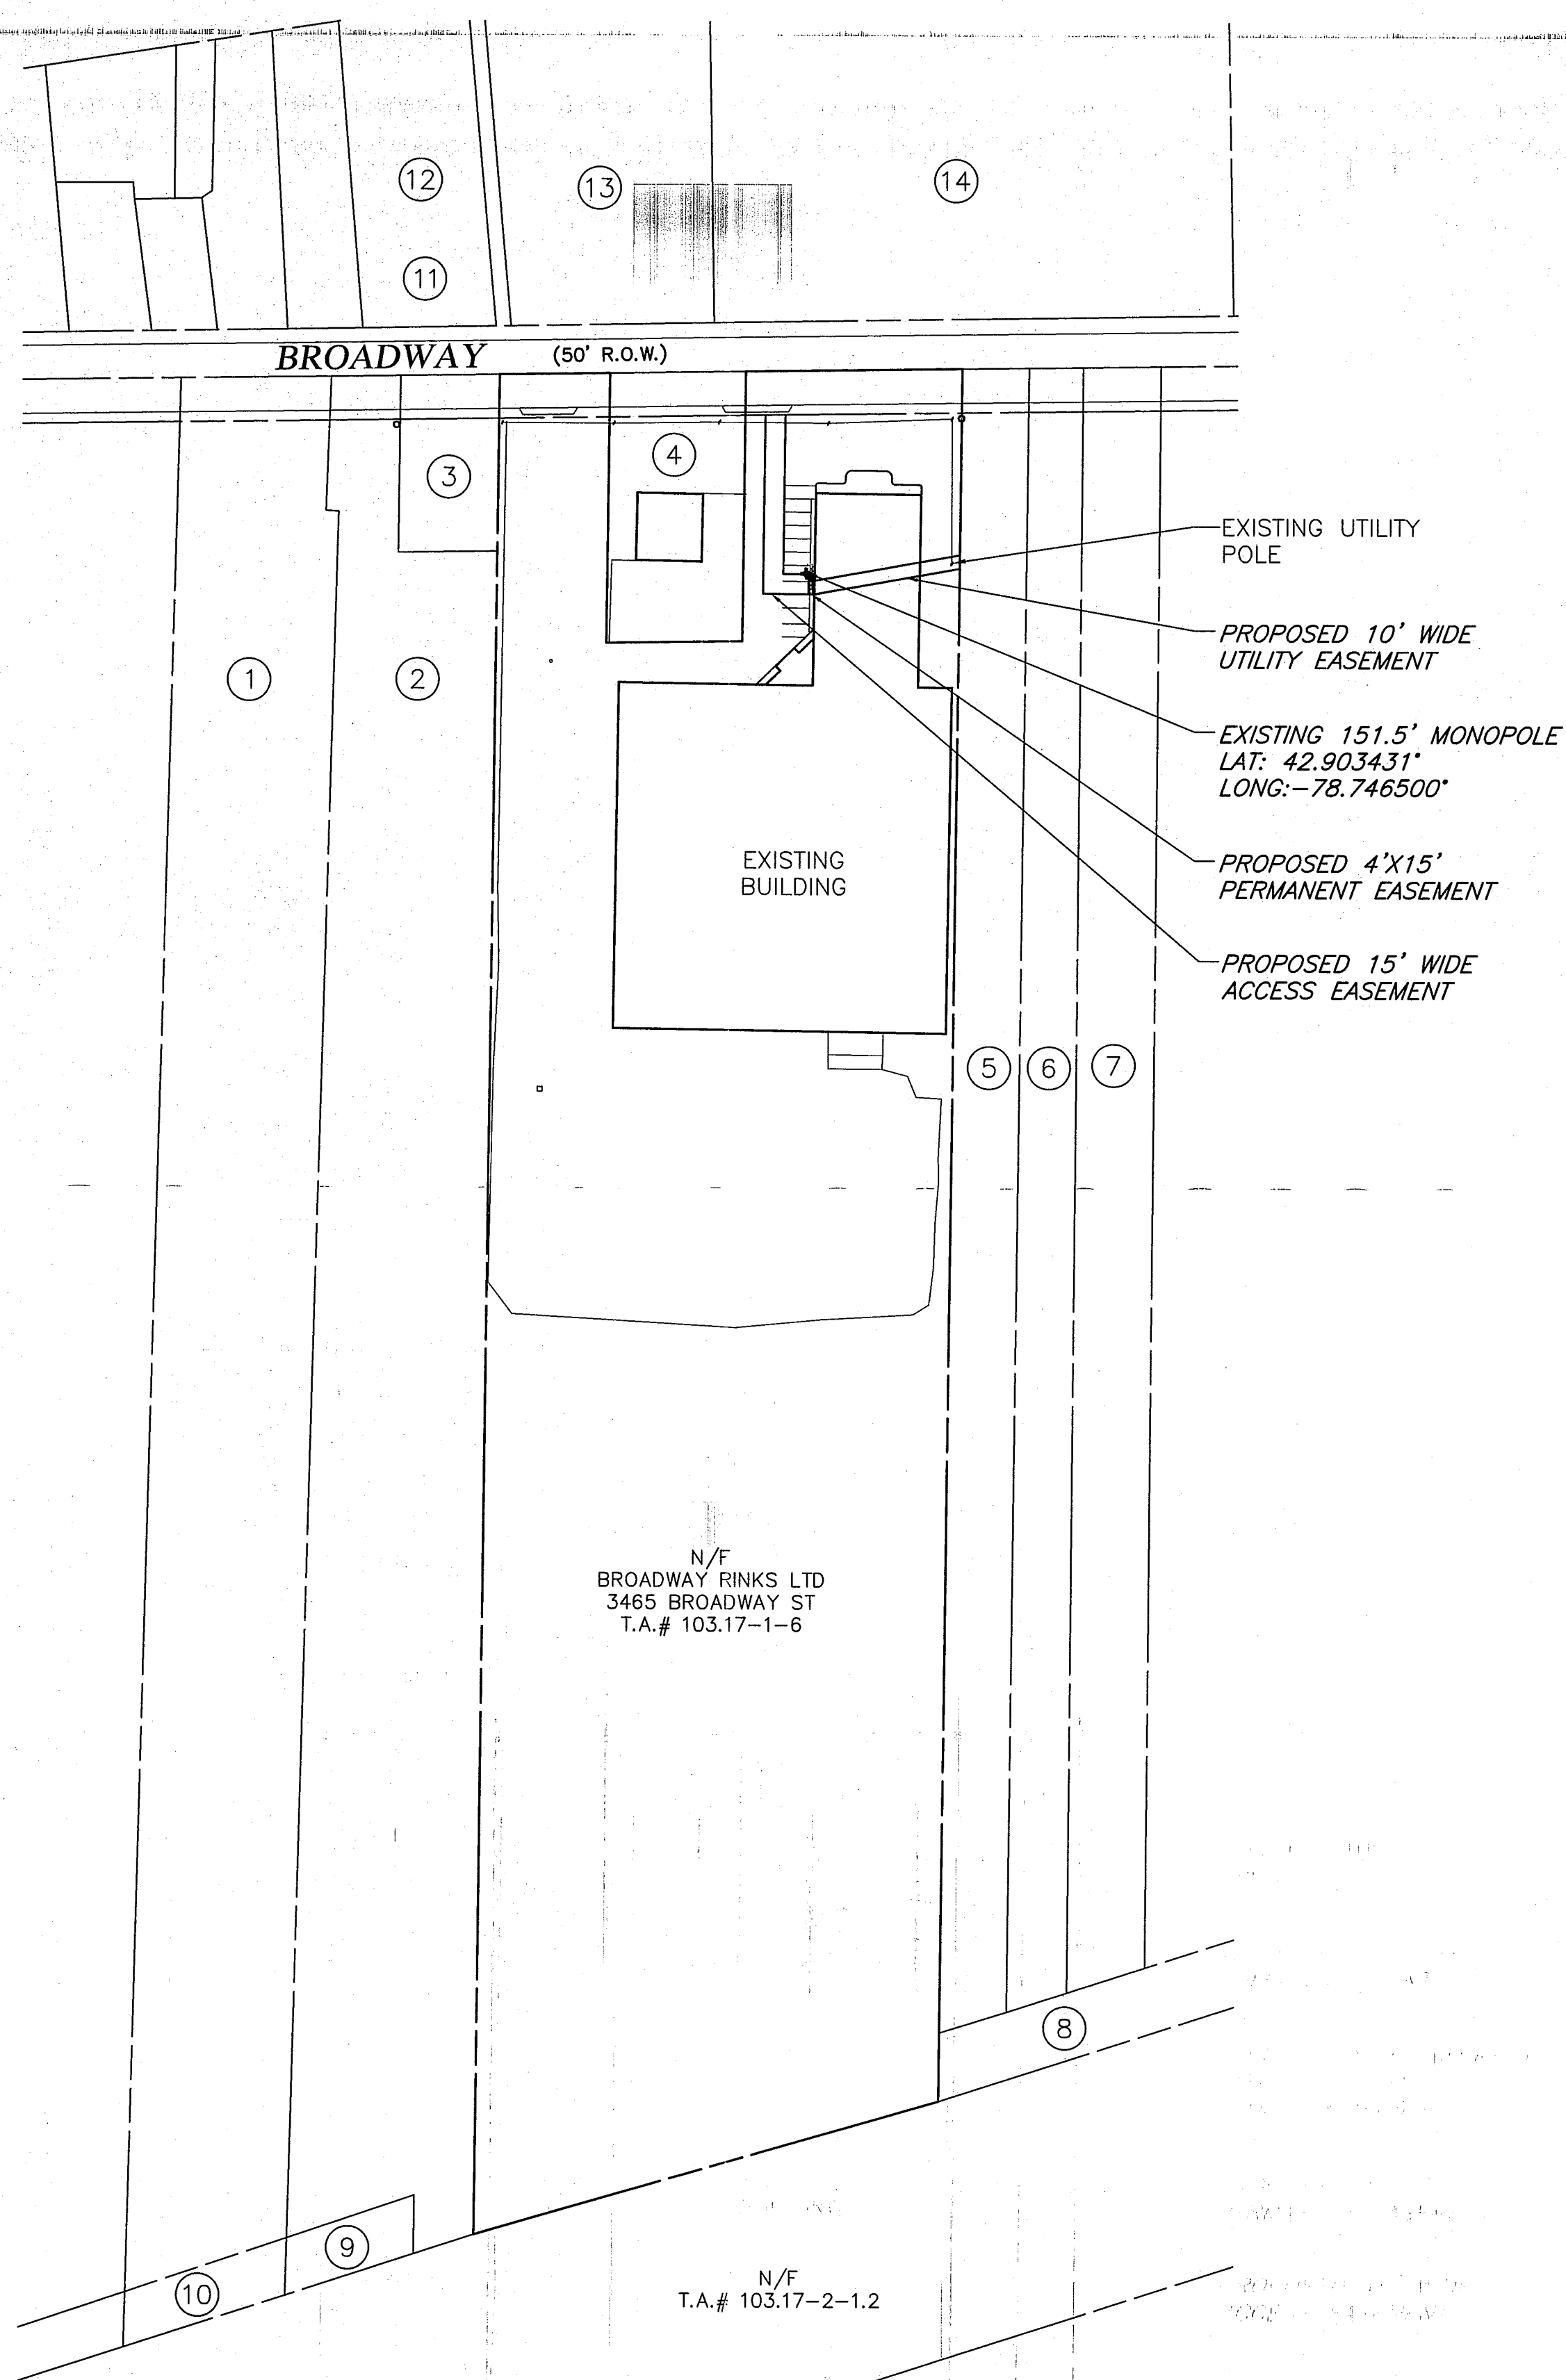 12
13
14
11
BROADWAY (50' R.O.W.)
3
4
EXISTING UTILITY
POLE
PROPOSED 10' WIDE
UTILITY EASEMENT
1
2
EXISTING 151.5' MONOPOLE
LAT: 42.903431°
LONG:-78.746500°
EXISTING
BUILDING
PROPOSED 4'X15'
PERMANENT EASEMENT
PROPOSED 15' WIDE
ACCESS EASEMENT
5
6
7
N/F
BROADWAY RINKS LTD
3465 BROADWAY ST
T.A.# 103.17-1-6
8
9
10
N/F
T.A.# 103.17-2-1.2